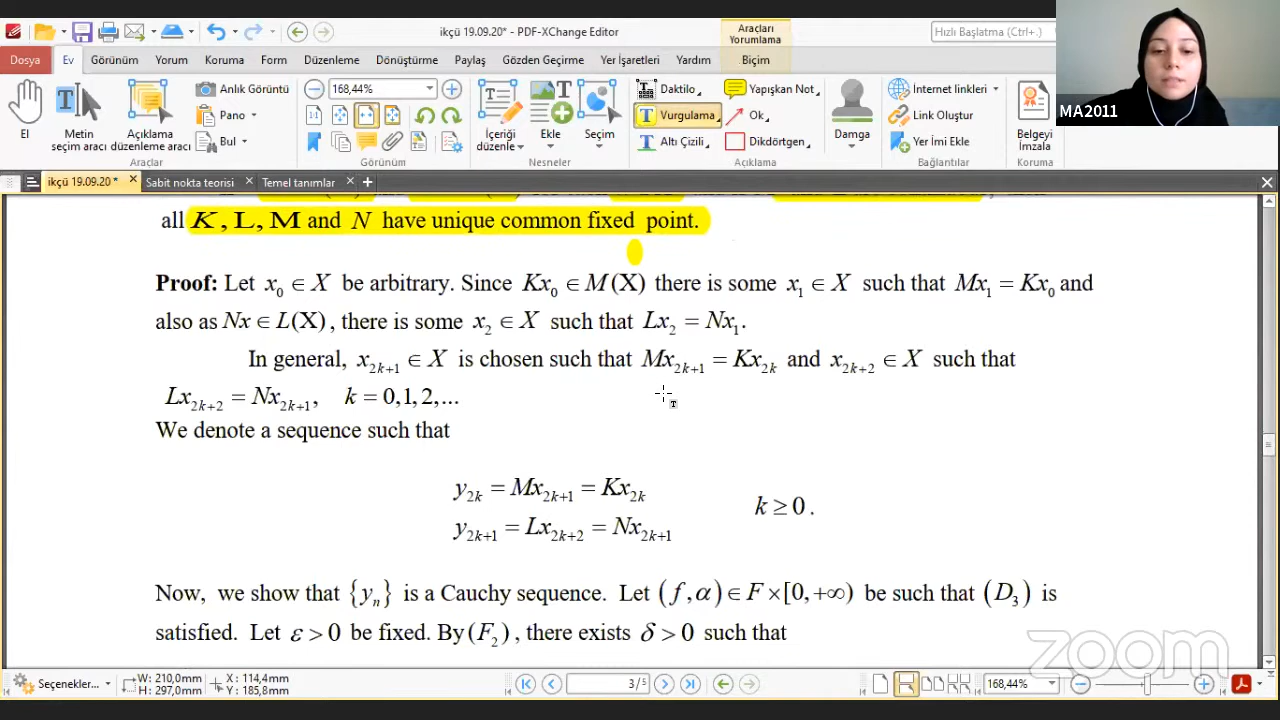 ikçü 19.09.20* - PDF-XChange Editor
Araçları Yorumlama
Hızlı Başlatma (Ctrl+.)
Dosya Ev Görünüm Yorum Koruma Form Düzenleme Dönüştürme Paylaş Gözden Geçirme Yer İşaretleri Yardım Biçim
MA2011
El
Metin seçim aracı
Açıklama düzenleme aracı
Anlık Görüntü
Pano
Bul
Araçlar
168,44%
Görünüm
İçeriği düzenle
Ekle
Seçim
Nesneler
Daktilo
Vurgulama
Altı Çizili
Yapışkan Not
Ok
Dikdörtgen
Açıklama
Damga
İnternet linkleri
Link Oluştur
Yer İmi Ekle
Bağlantılar
Belgeyi İmzala
Koruma
ikçü 19.09.20 * Sabit nokta teorisi Temel tanımlar
all K, L, M and N have unique common fixed point.
Proof: Let x₀ ∈ X be arbitrary. Since Kx₀ ∈ M(X) there is some x₁ ∈ X such that Mx₁ = Kx₀ and
also as Nx ∈ L(X), there is some x₂ ∈ X such that Lx₂ = Nx₁.
In general, x₂ₖ₊₁ ∈ X is chosen such that Mx₂ₖ₊₁ = Kx₂ₖ and x₂ₖ₊₂ ∈ X such that
Lx₂ₖ₊₂ = Nx₂ₖ₊₁, k = 0,1,2,...
We denote a sequence such that
y₂ₖ = Mx₂ₖ₊₁ = Kx₂ₖ
y₂ₖ₊₁ = Lx₂ₖ₊₂ = Nx₂ₖ₊₁
k ≥ 0.
Now, we show that {yₙ} is a Cauchy sequence. Let (f,α) ∈ F × [0,+∞) be such that (D₃) is
satisfied. Let ε > 0 be fixed. By (F₂), there exists δ > 0 such that
zoom
Seçenekler...
W: 210,0mm
H: 297,0mm
X: 114,4mm
Y: 185,8mm
3 / 5
168,44%